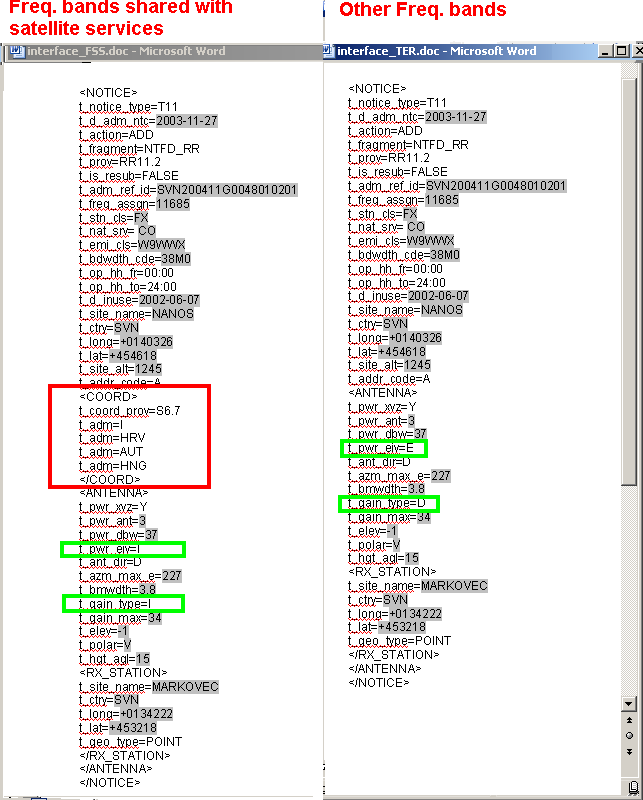 Freq. bands shared with
satellite services
interface_FSS.doc - Microsoft Word
<NOTICE>
t_notice_type=T11
t_d_adm_ntc=2003-11-27
t_action=ADD
t_fragment=NTFD_RR
t_prov=RR11.2
t_is_resub=FALSE
t_adm_ref_id=SVN200411G0048010201
t_freq_assgn=11685
t_stn_cls=FX
t_nat_srv= CO
t_emi_cls=W9WWX
t_bdwdth_cde=38M0
t_op_hh_fr=00:00
t_op_hh_to=24:00
t_d_inuse=2002-06-07
t_site_name=NANOS
t_ctry=SVN
t_long=+0140326
t_lat=+454618
t_site_alt=1245
t_addr_code=A
<COORD>
t_coord_prov=S6.7
t_adm=I
t_adm=HRV
t_adm=AUT
t_adm=HNG
</COORD>
<ANTENNA>
t_pwr_xyz=Y
t_pwr_ant=3
t_pwr_dbw=37
t_pwr_eiv=I
t_ant_dir=D
t_azm_max_e=227
t_bmwdth=3.8
t_gain_type=I
t_gain_max=34
t_elev=-1
t_polar=V
t_hgt_agl=15
<RX_STATION>
t_site_name=MARKOVEC
t_ctry=SVN
t_long=+0134222
t_lat=+453218
t_geo_type=POINT
</RX_STATION>
</ANTENNA>
</NOTICE>
Other Freq. bands
interface_TER.doc - Microsoft Word
<NOTICE>
t_notice_type=T11
t_d_adm_ntc=2003-11-27
t_action=ADD
t_fragment=NTFD_RR
t_prov=RR11.2
t_is_resub=FALSE
t_adm_ref_id=SVN200411G0048010201
t_freq_assgn=11685
t_stn_cls=FX
t_nat_srv= CO
t_emi_cls=W9WWX
t_bdwdth_cde=38M0
t_op_hh_fr=00:00
t_op_hh_to=24:00
t_d_inuse=2002-06-07
t_site_name=NANOS
t_ctry=SVN
t_long=+0140326
t_lat=+454618
t_site_alt=1245
t_addr_code=A
<ANTENNA>
t_pwr_xyz=Y
t_pwr_ant=3
t_pwr_dbw=37
t_pwr_eiv=E
t_ant_dir=D
t_azm_max_e=227
t_bmwdth=3.8
t_gain_type=D
t_gain_max=34
t_elev=-1
t_polar=V
t_hgt_agl=15
<RX_STATION>
t_site_name=MARKOVEC
t_ctry=SVN
t_long=+0134222
t_lat=+453218
t_geo_type=POINT
</RX_STATION>
</ANTENNA>
</NOTICE>